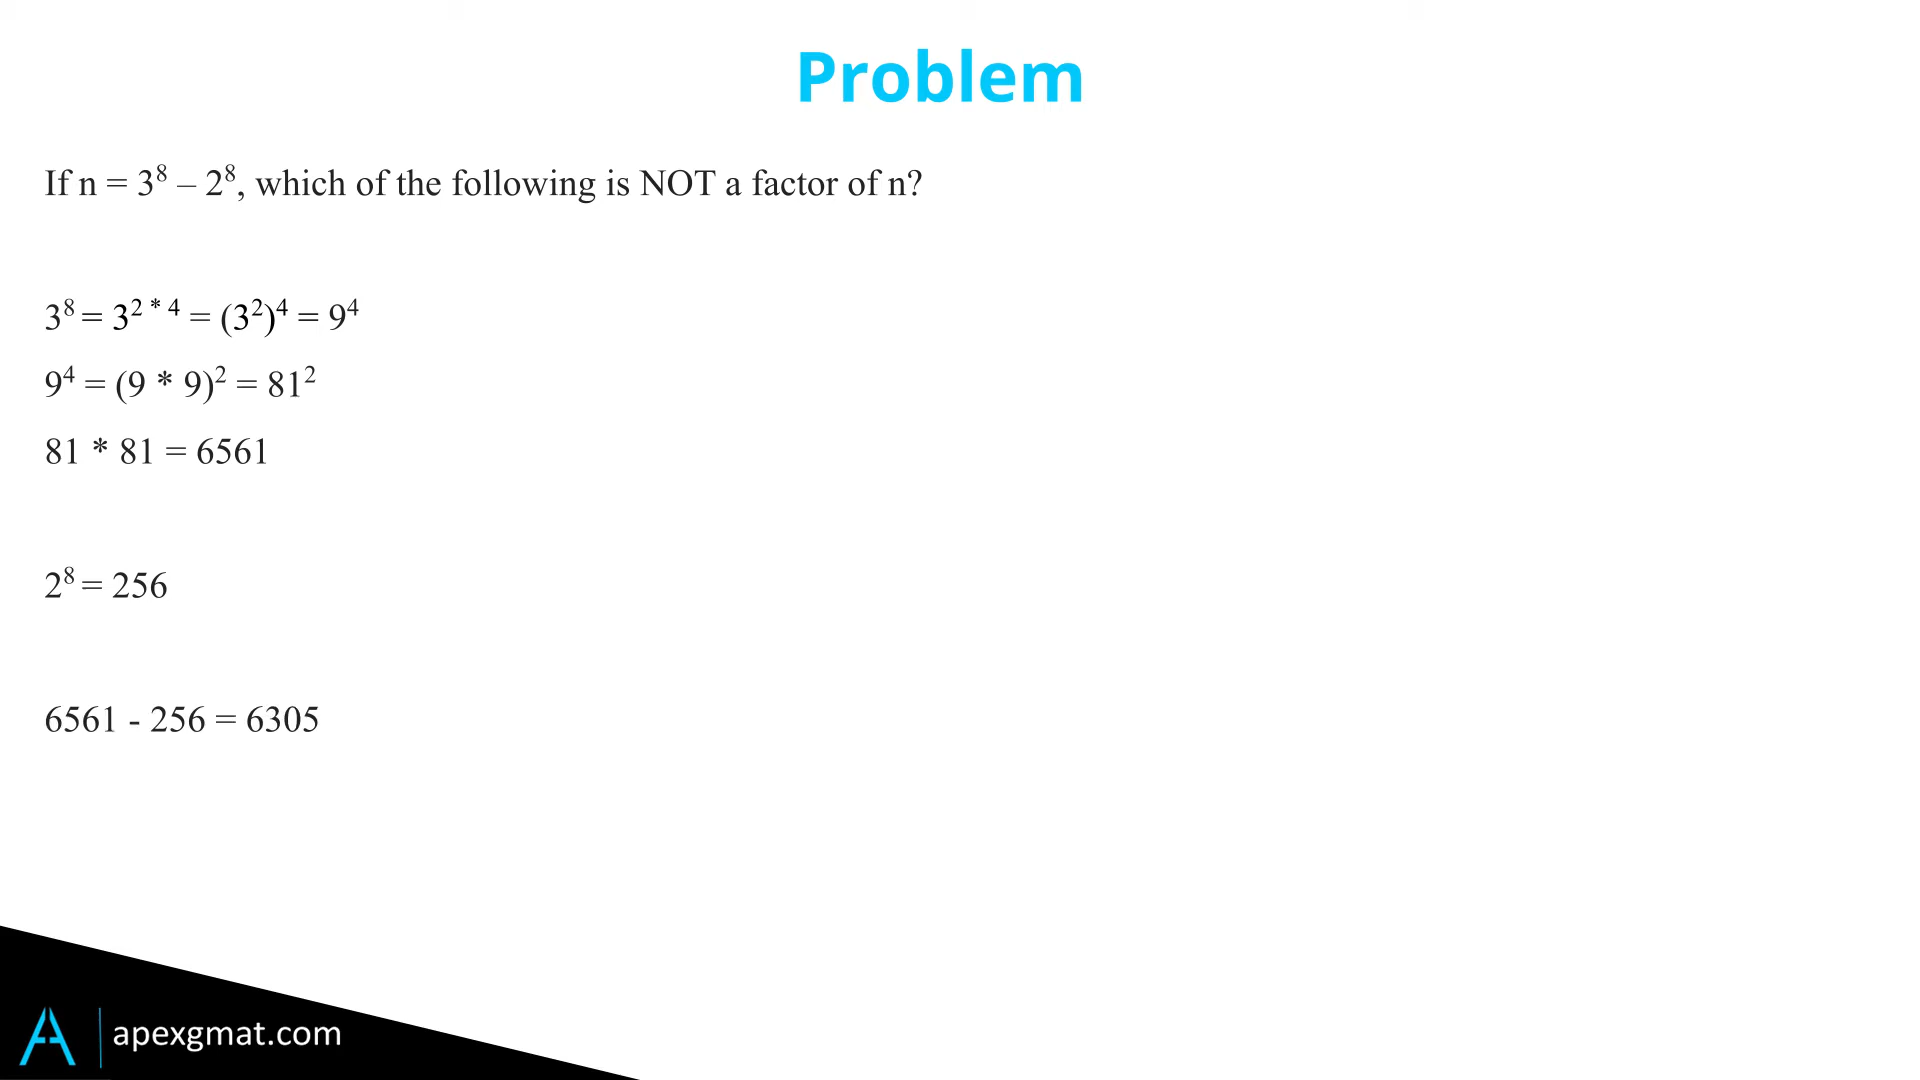 Problem
If n = 3⁸ – 2⁸, which of the following is NOT a factor of n?
3⁸ = 3² * ⁴ = (3²)⁴ = 9⁴
9⁴ = (9 * 9)² = 81²
81 * 81 = 6561
2⁸ = 256
6561 - 256 = 6305
apexgmat.com